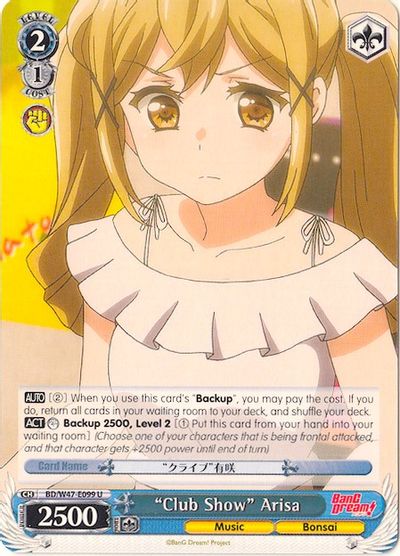 LEVEL
2
1
COST
ato
AUTO [②] When you use this card's "Backup", you may pay the cost. If you
do, return all cards in your waiting room to your deck, and shuffle your deck.
ACT Backup 2500, Level 2 [① Put this card from your hand into your
waiting room] (Choose one of your characters that is being frontal attacked,
and that character gets +2500 power until end of turn)
Card Name
"クライブ"有咲
CH BD/W47-E099 U
POWER 2500
"Club Show" Arisa
BanG Dream!
Music
Bonsai
©BanG Dream! Project